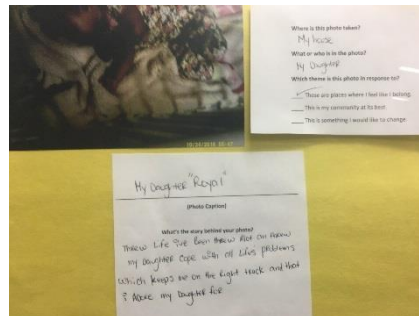 Where is this photo taken?
My house
What or who is in the photo?
My Daughter
Which theme is this photo in response to?
These are places where I feel like I belong.
This is my community at its best.
This is something I would like to change.
My Daughter "Royal"
(Photo Caption)
What's the story behind your photo?
Threw Life I've been threw Alot an threw
my Daughter cope with all Life's problems
which keeps me on the Right track and that
I Adore my Daughter for